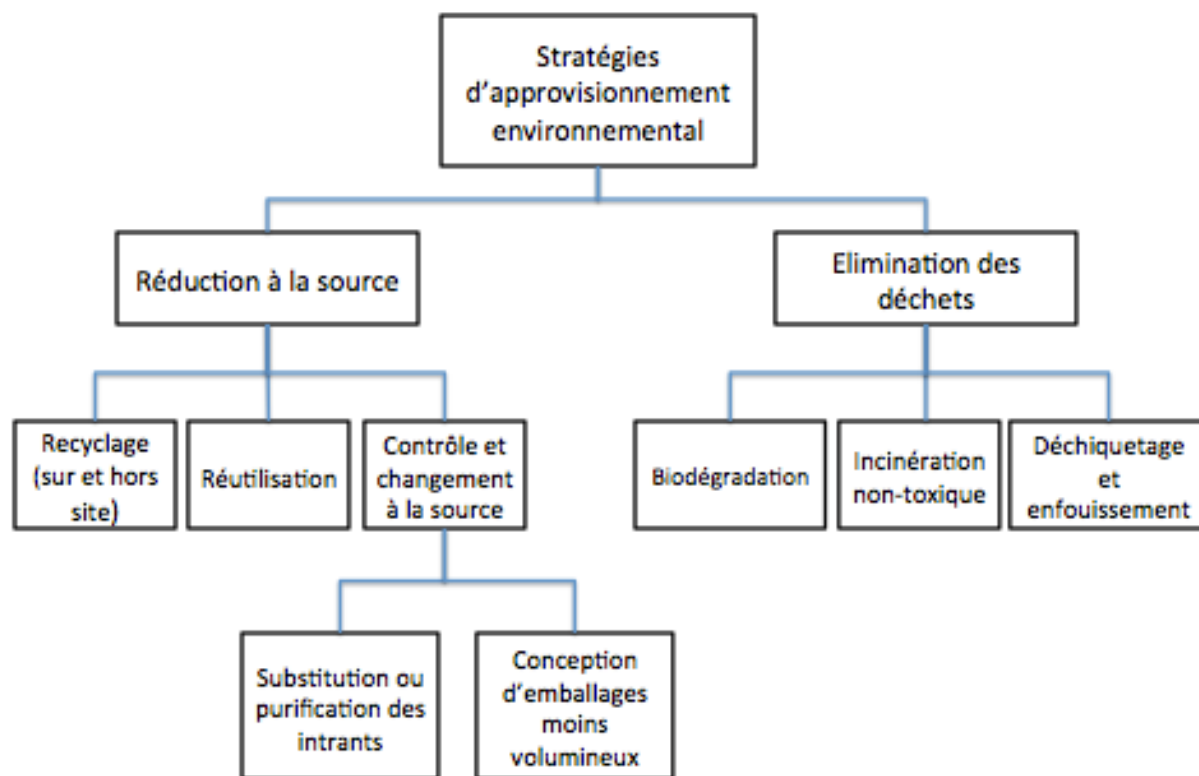 Stratégies
d’approvisionnement
environnemental
Réduction à la source
Elimination des
déchets
Recyclage
(sur et hors
site)
Réutilisation
Contrôle et
changement
à la source
Biodégradation
Incinération
non-toxique
Déchiquetage
et
enfouissement
Substitution ou
purification des
intrants
Conception
d’emballages
moins
volumineux